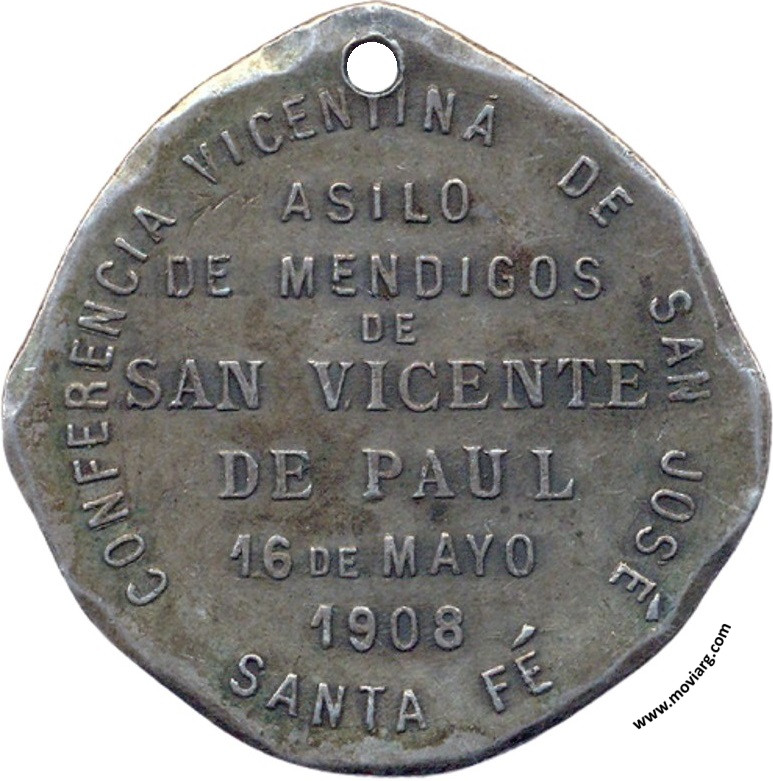 CONFERENCIA VICENTINA DE SAN JOSÉ
ASILO
DE MENDIGOS
DE
SAN VICENTE
DE PAUL
16 DE MAYO
1908
SANTA FÉ
www.moviarg.com